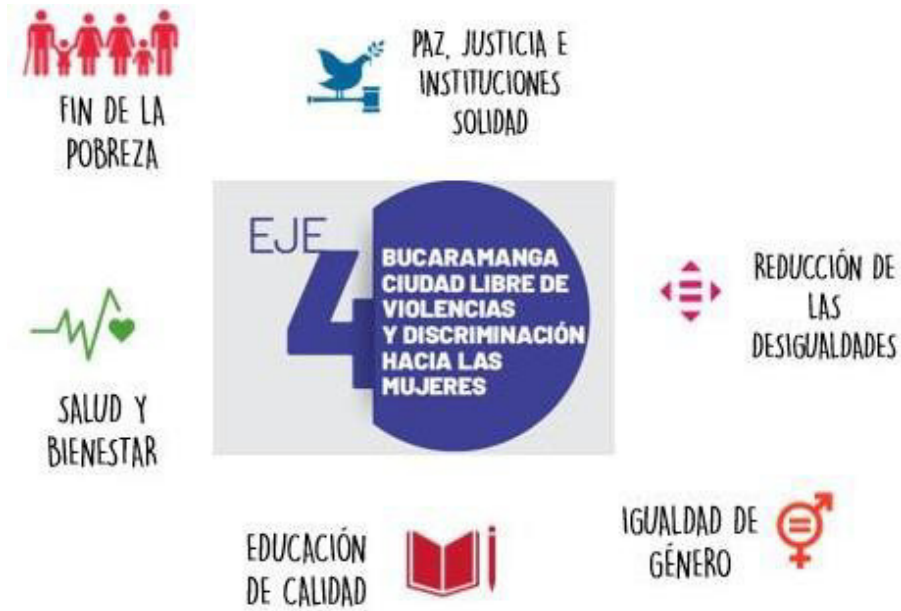 FIN DE LA
POBREZA
PAZ, JUSTICIA E
INSTITUCIONES
SOLIDAD
EJE
4
BUCARAMANGA
CIUDAD LIBRE DE
VIOLENCIAS
Y DISCRIMINACIÓN
HACIA LAS
MUJERES
REDUCCIÓN DE
LAS
DESIGUALDADES
SALUD Y
BIENESTAR
EDUCACIÓN
DE CALIDAD
IGUALDAD DE
GÉNERO